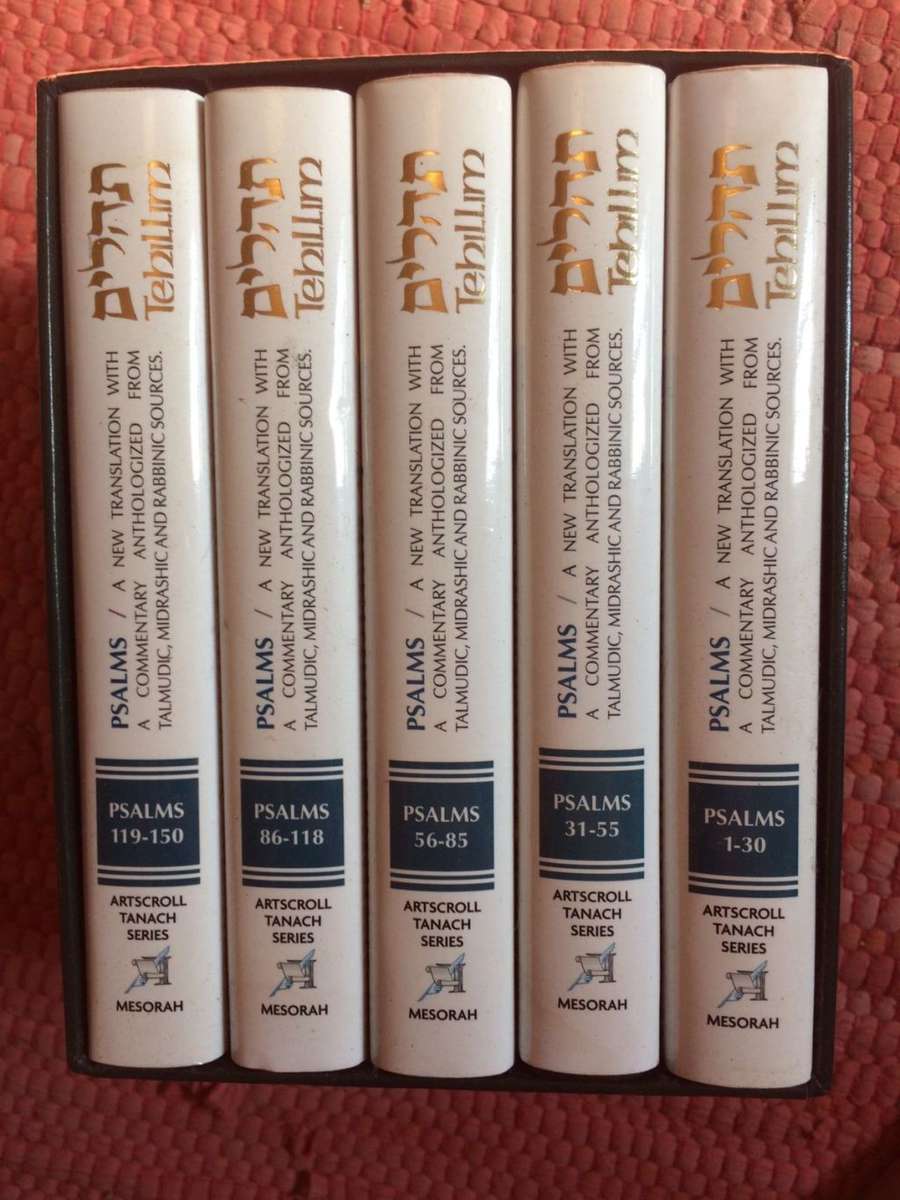 תהלים
Tehillim
PSALMS / A NEW TRANSLATION WITH
A COMMENTARY ANTHOLOGIZED FROM
TALMUDIC, MIDRASHIC AND RABBINIC SOURCES.
PSALMS
119-150
ARTSCROLL
TANACH
SERIES
MESORAH
תהלים
Tehillim
PSALMS / A NEW TRANSLATION WITH
A COMMENTARY ANTHOLOGIZED FROM
TALMUDIC, MIDRASHIC AND RABBINIC SOURCES.
PSALMS
86-118
ARTSCROLL
TANACH
SERIES
MESORAH
תהלים
Tehillim
PSALMS / A NEW TRANSLATION WITH
A COMMENTARY ANTHOLOGIZED FROM
TALMUDIC, MIDRASHIC AND RABBINIC SOURCES.
PSALMS
56-85
ARTSCROLL
TANACH
SERIES
MESORAH
תהלים
Tehillim
PSALMS / A NEW TRANSLATION WITH
A COMMENTARY ANTHOLOGIZED FROM
TALMUDIC, MIDRASHIC AND RABBINIC SOURCES.
PSALMS
31-55
ARTSCROLL
TANACH
SERIES
MESORAH
תהלים
Tehillim
PSALMS / A NEW TRANSLATION WITH
A COMMENTARY ANTHOLOGIZED FROM
TALMUDIC, MIDRASHIC AND RABBINIC SOURCES.
PSALMS
1-30
ARTSCROLL
TANACH
SERIES
MESORAH